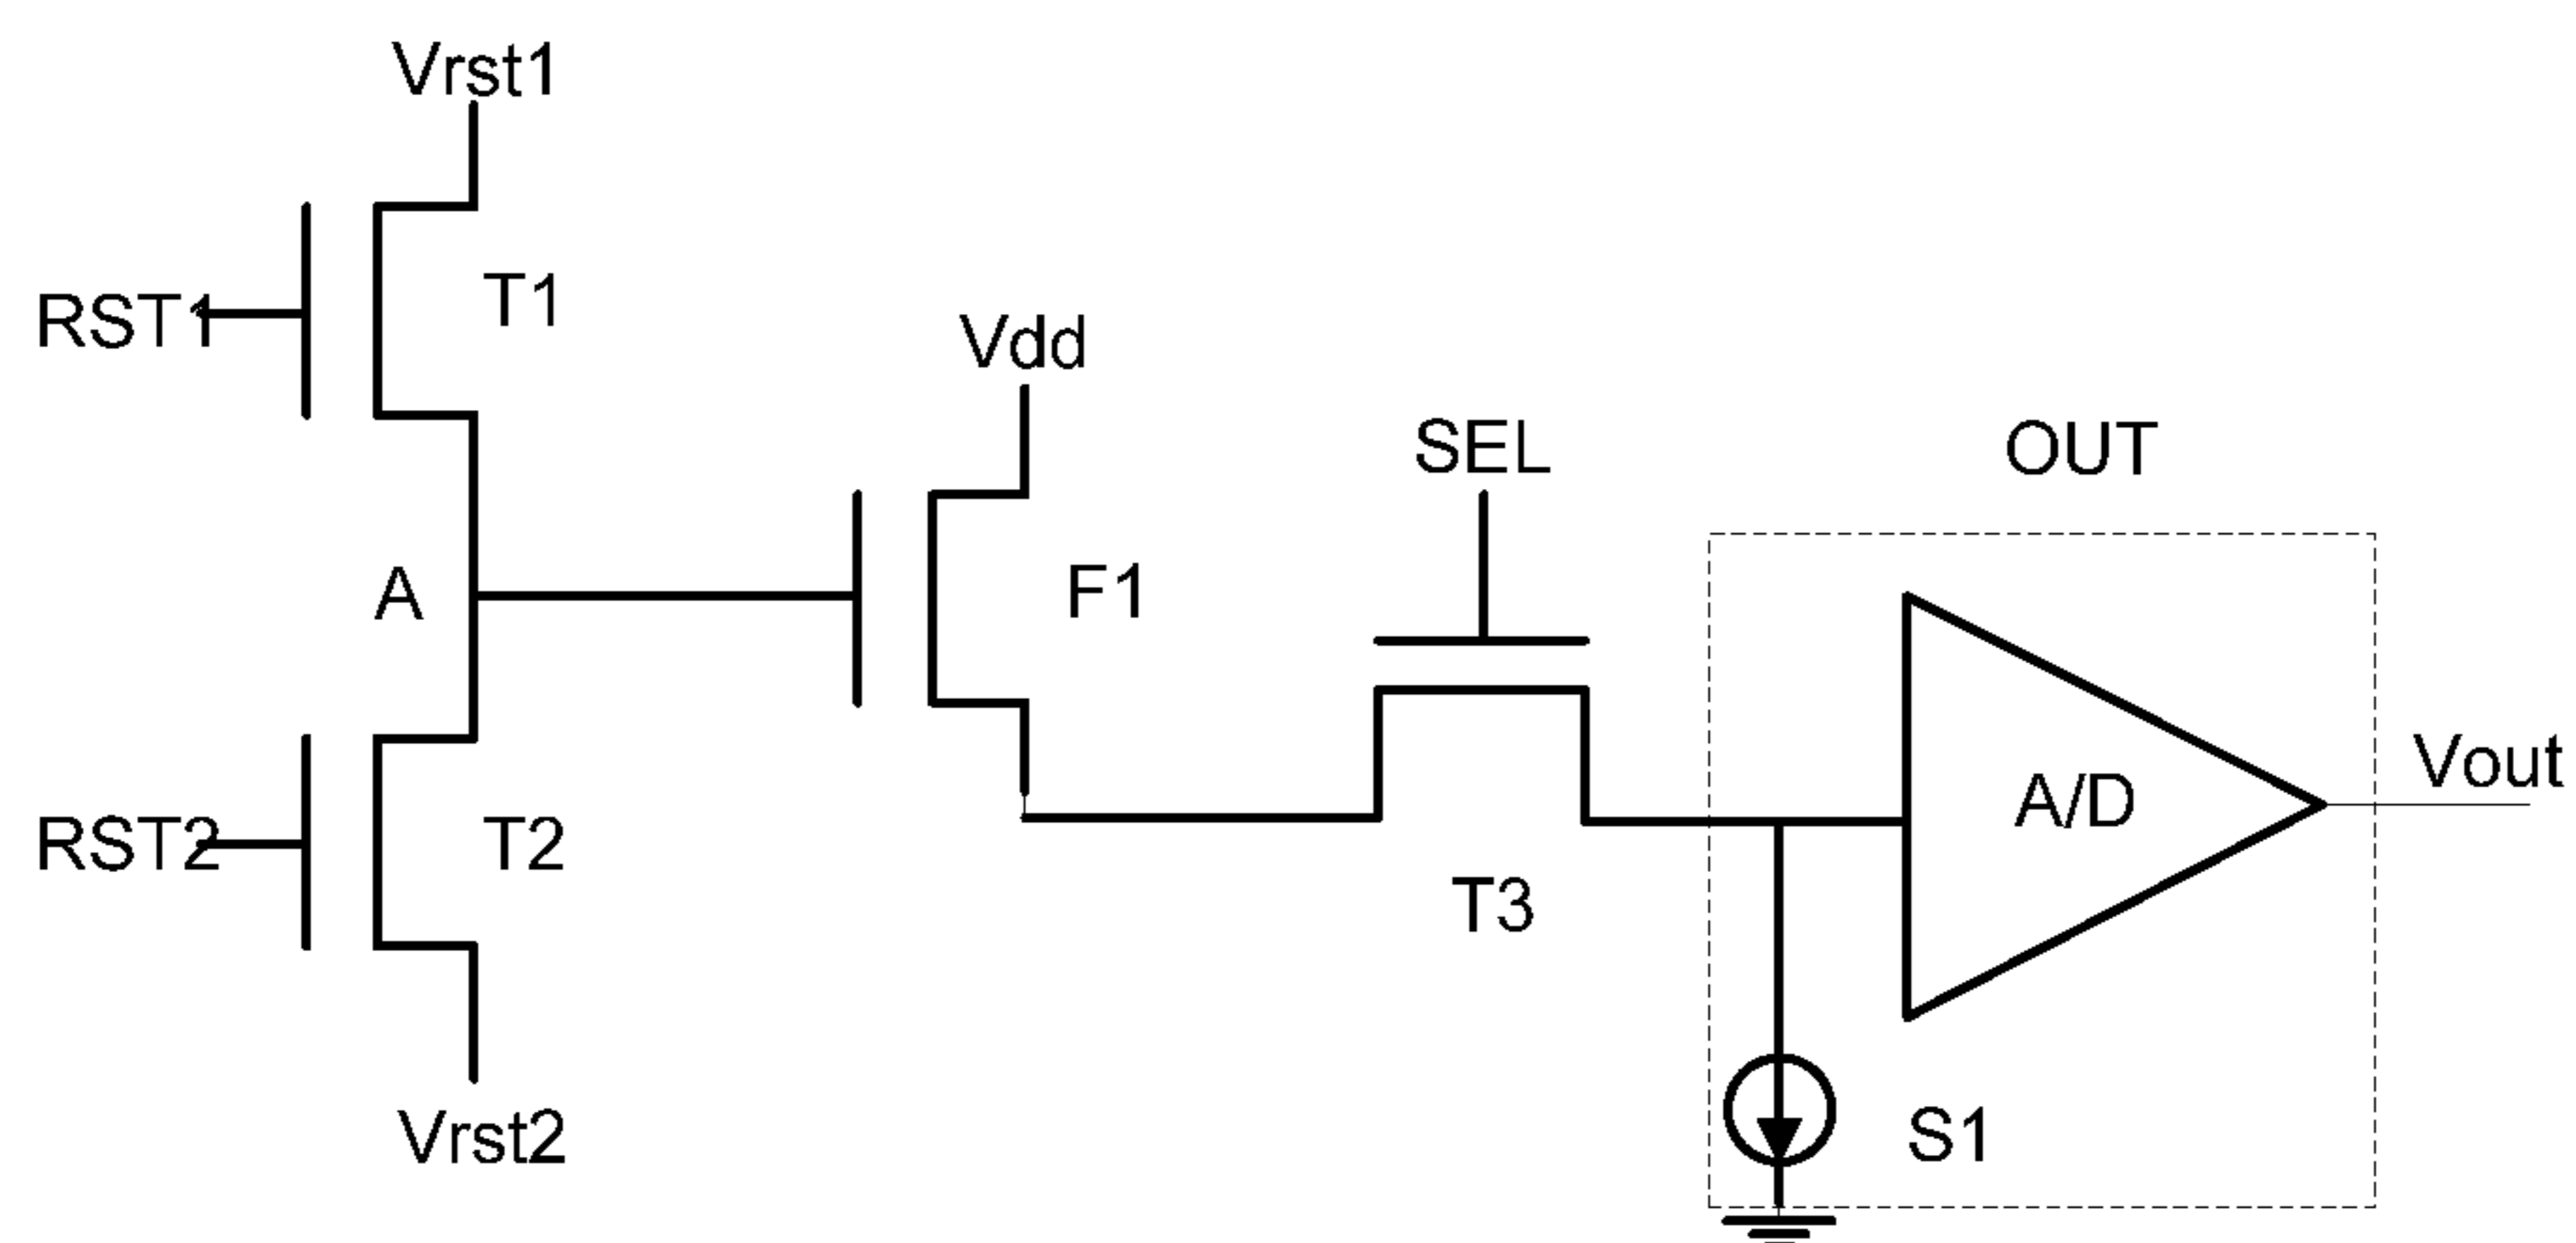 Vrst1
RST1
T1
Vdd
SEL
OUT
A
F1
A/D
Vout
RST2
T2
T3
Vrst2
S1